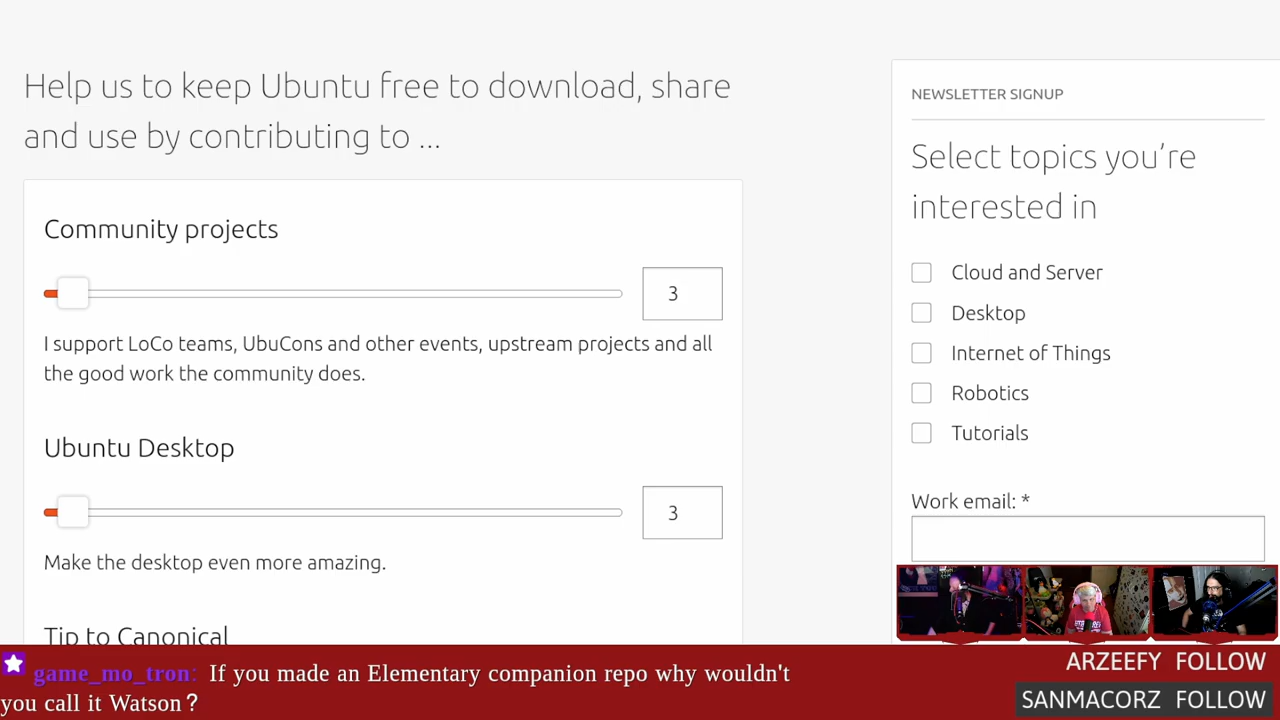 Help us to keep Ubuntu free to download, share
and use by contributing to ...
Community projects
3
I support LoCo teams, UbuCons and other events, upstream projects and all
the good work the community does.
Ubuntu Desktop
3
Make the desktop even more amazing.
Tip to Canonical
NEWSLETTER SIGNUP
Select topics you’re
interested in
Cloud and Server
Desktop
Internet of Things
Robotics
Tutorials
Work email: *
game_mo_tron: If you made an Elementary companion repo why wouldn't
you call it Watson?
ARZEEFY FOLLOW
SANMACORZ FOLLOW